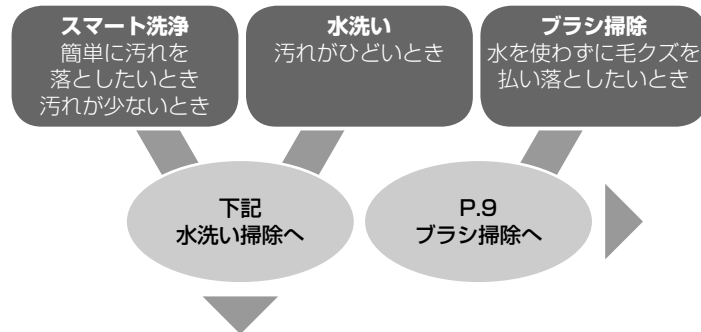 スマート洗浄
簡単に汚れを
落としたいとき
汚れが少ないとき
水洗い
汚れがひどいとき
ブラシ掃除
水を使わずに毛クズを
払い落としたいとき
下記
水洗い掃除へ
P.9
ブラシ掃除へ